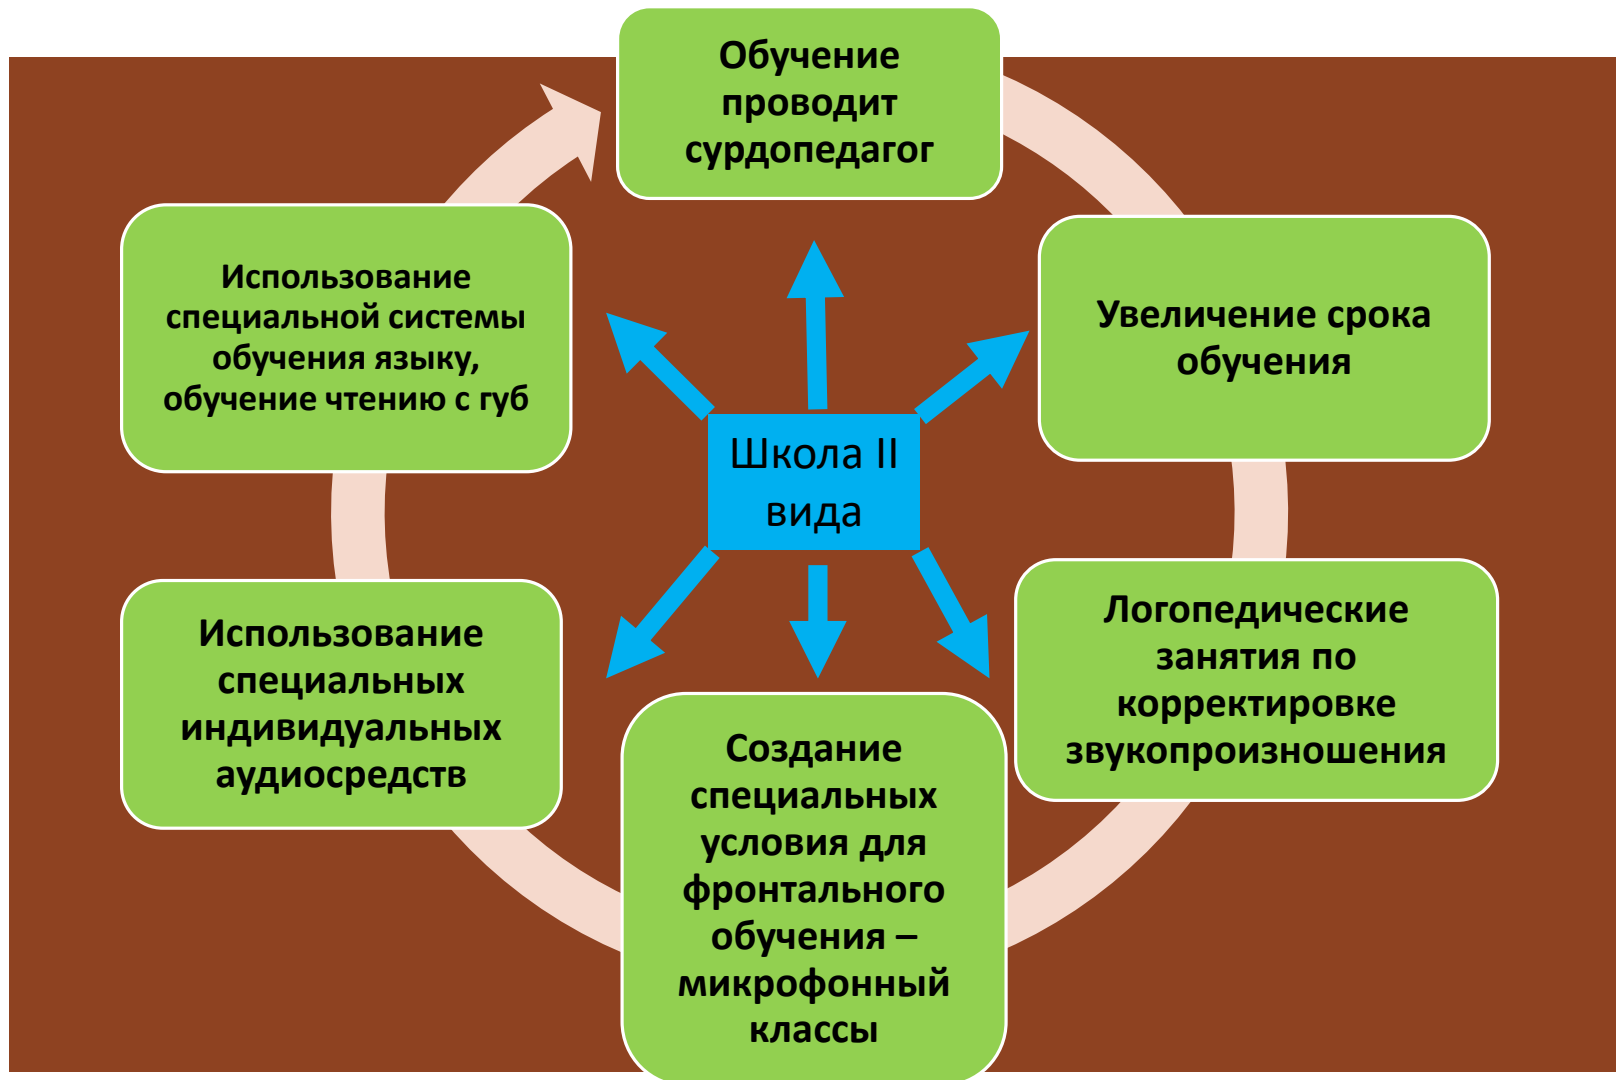 Обучение
проводит
сурдопедагог
Использование
специальной системы
обучения языку,
обучение чтению с губ
Увеличение срока
обучения
Школа II
вида
Использование
специальных
индивидуальных
аудиосредств
Логопедические
занятия по
корректировке
звукопроизношения
Создание
специальных
условия для
фронтального
обучения –
микрофонный
классы